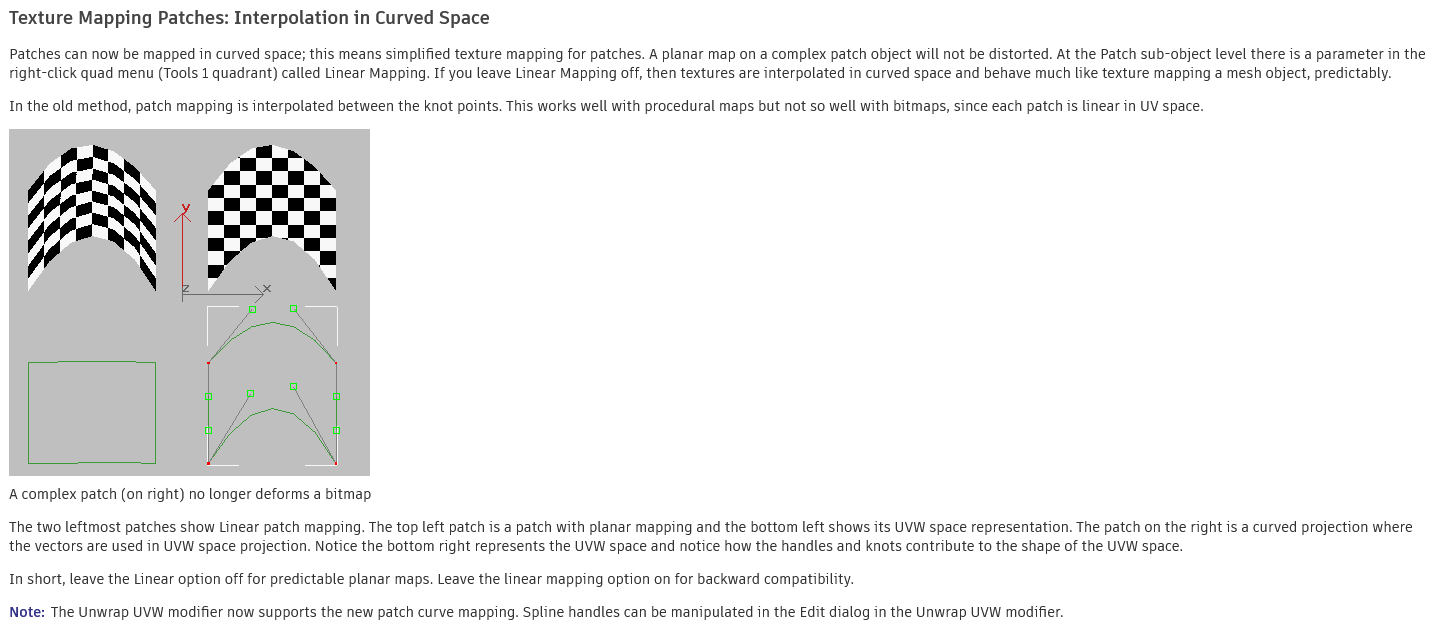 Texture Mapping Patches: Interpolation in Curved Space
Patches can now be mapped in curved space; this means simplified texture mapping for patches. A planar map on a complex patch object will not be distorted. At the Patch sub-object level there is a parameter in the
right-click quad menu (Tools 1 quadrant) called Linear Mapping. If you leave Linear Mapping off, then textures are interpolated in curved space and behave much like texture mapping a mesh object, predictably.
In the old method, patch mapping is interpolated between the knot points. This works well with procedural maps but not so well with bitmaps, since each patch is linear in UV space.
y
z
x
A complex patch (on right) no longer deforms a bitmap
The two leftmost patches show Linear patch mapping. The top left patch is a patch with planar mapping and the bottom left shows its UVW space representation. The patch on the right is a curved projection where
the vectors are used in UVW space projection. Notice the bottom right represents the UVW space and notice how the handles and knots contribute to the shape of the UVW space.
In short, leave the Linear option off for predictable planar maps. Leave the linear mapping option on for backward compatibility.
Note: The Unwrap UVW modifier now supports the new patch curve mapping. Spline handles can be manipulated in the Edit dialog in the Unwrap UVW modifier.